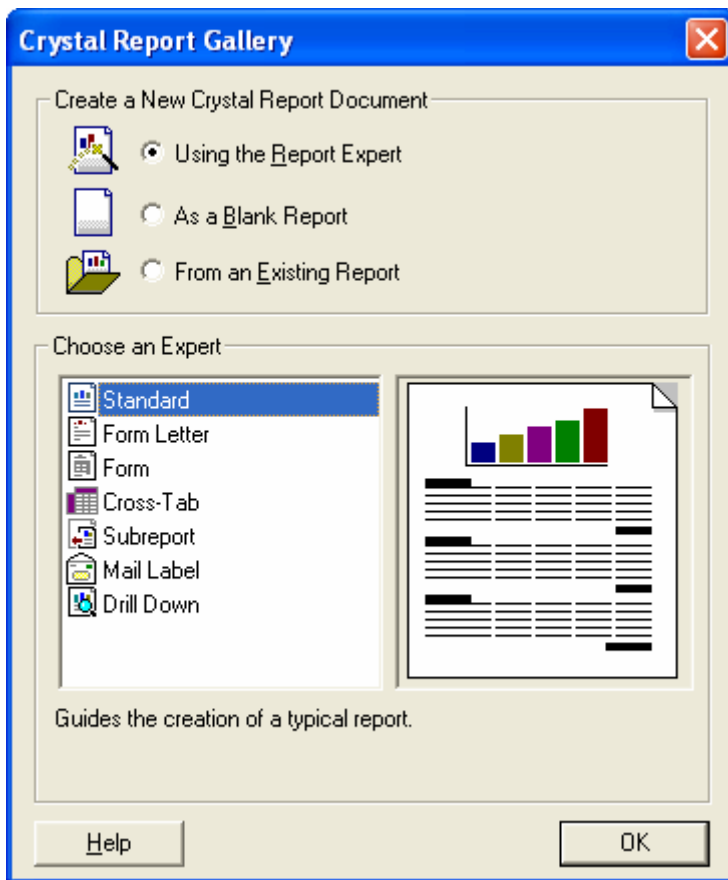 Crystal Report Gallery
Create a New Crystal Report Document
Using the Report Expert
As a Blank Report
From an Existing Report
Choose an Expert
Standard
Form Letter
Form
Cross-Tab
Subreport
Mail Label
Drill Down
Guides the creation of a typical report.
Help
OK